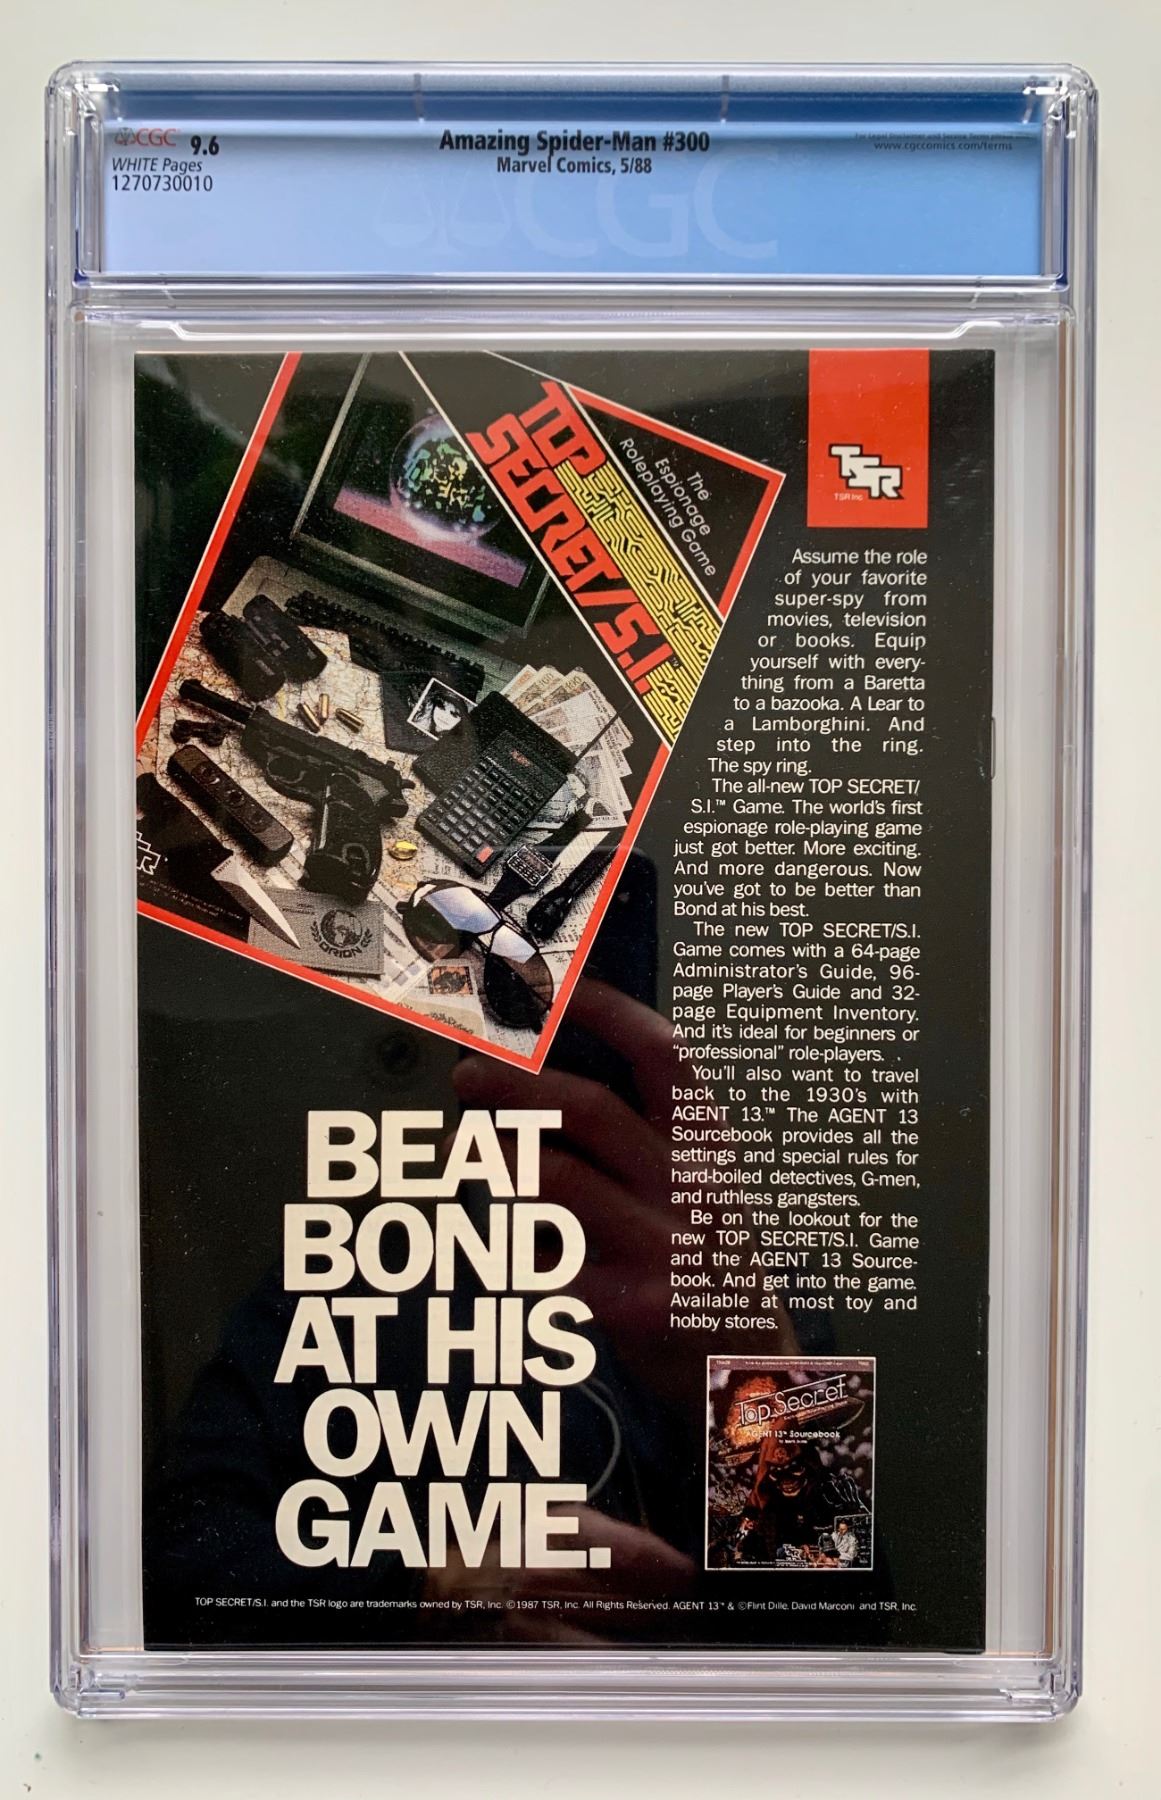 CGC 9.6
WHITE Pages
1270730010
Amazing Spider-Man #300
Marvel Comics, 5/88
For Legal Disclaimer and Service Terms please
www.cgccomics.com/terms
CGC
TOP
SECRET/S.I.™
The
Espionage
Roleplaying Game
TSR
TSR Inc
ORION
Assume the role
of your favorite
super-spy from
movies, television
or books. Equip
yourself with every-
thing from a Baretta
to a bazooka. A Lear to
a Lamborghini. And
step into the ring.
The spy ring.
The all-new TOP SECRET/
S.I.™ Game. The world's first
espionage role-playing game
just got better. More exciting.
And more dangerous. Now
you've got to be better than
Bond at his best.
The new TOP SECRET/S.I.
Game comes with a 64-page
Administrator's Guide, 96-
page Player's Guide and 32-
page Equipment Inventory.
And it's ideal for beginners or
"professional" role-players.
You'll also want to travel
back to the 1930's with
AGENT 13.™ The AGENT 13
Sourcebook provides all the
settings and special rules for
hard-boiled detectives, G-men,
and ruthless gangsters.
Be on the lookout for the
new TOP SECRET/S.I. Game
and the AGENT 13 Source-
book. And get into the game.
Available at most toy and
hobby stores.
BEAT
BOND
AT HIS
OWN
GAME.
Top Secret
AGENT 13™ Sourcebook
TSR
TOP SECRET/S.I. and the TSR logo are trademarks owned by TSR, Inc. ©1987 TSR, Inc. All Rights Reserved. AGENT 13™ & ©Flint Dille, David Marconi and TSR, Inc.